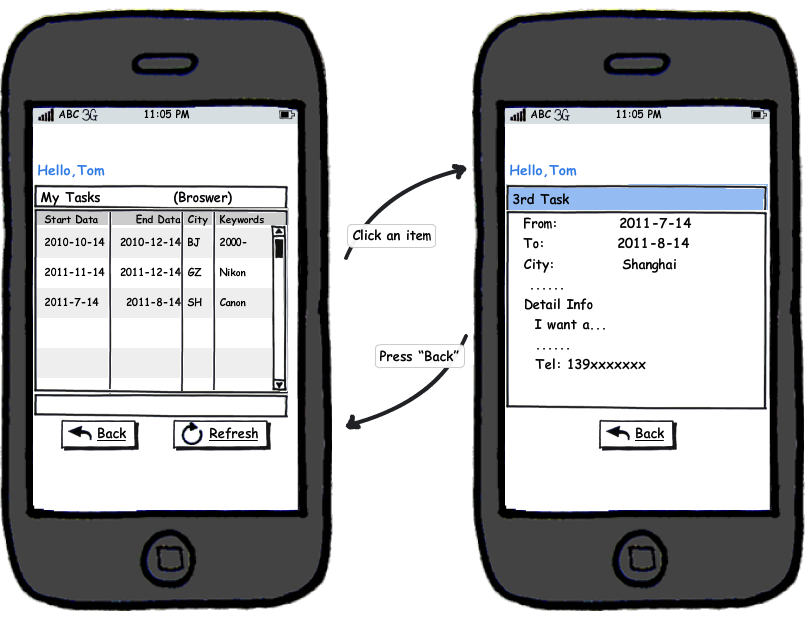 ABC 3G 11:05 PM
Hello,Tom
My Tasks (Broswer)
Start Data End Data City Keywords
2010-10-14 2010-12-14 BJ 2000-
2011-11-14 2011-12-14 GZ Nikon
2011-7-14 2011-8-14 SH Canon
Back Refresh
Click an item
Press “Back”
ABC 3G 11:05 PM
Hello,Tom
3rd Task
From: 2011-7-14
To: 2011-8-14
City: Shanghai
......
Detail Info
I want a...
......
Tel: 139xxxxxxx
Back